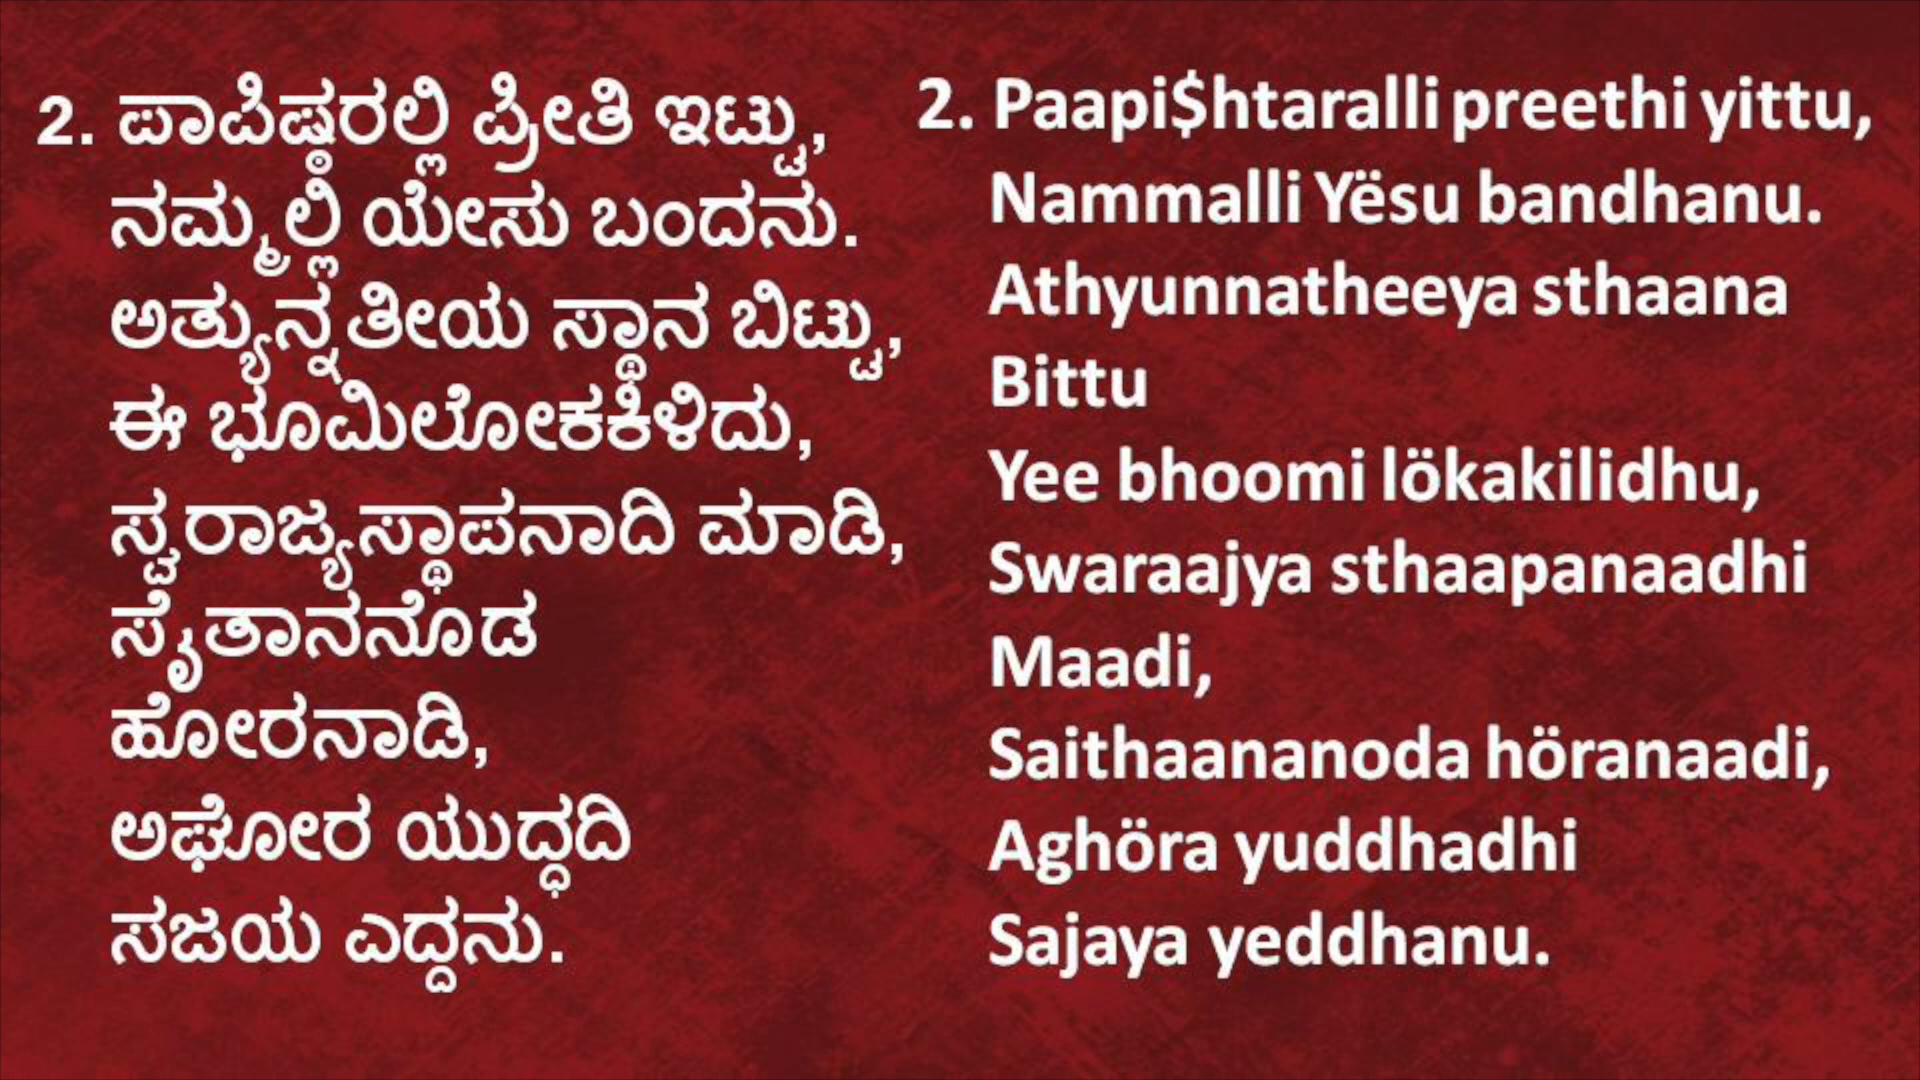 2. ಪಾಪಿಷ್ಠರಲ್ಲಿ ಪ್ರೀತಿ ಇಟ್ಟು,
ನಮ್ಮಲ್ಲಿ ಯೇಸು ಬಂದನು.
ಅತ್ಯುನ್ನತೀಯ ಸ್ಥಾನ ಬಿಟ್ಟು,
ಈ ಭೂಮಿಲೋಕಕಿಳಿದು,
ಸ್ವರಾಜ್ಯಸ್ಥಾಪನಾದಿ ಮಾಡಿ,
ಸೈತಾನನೊಡ
ಹೋರನಾಡಿ,
ಅಘೋರ ಯುದ್ಧದಿ
ಸಜಯ ಎದ್ದನು.
2. Paapi$htaralli preethi yittu,
Nammalli Yësu bandhanu.
Athyunnatheeya sthaana
Bittu
Yee bhoomi lökakilidhu,
Swaraajya sthaapanaadhi
Maadi,
Saithaananoda höranaadi,
Aghöra yuddhadhi
Sajaya yeddhanu.